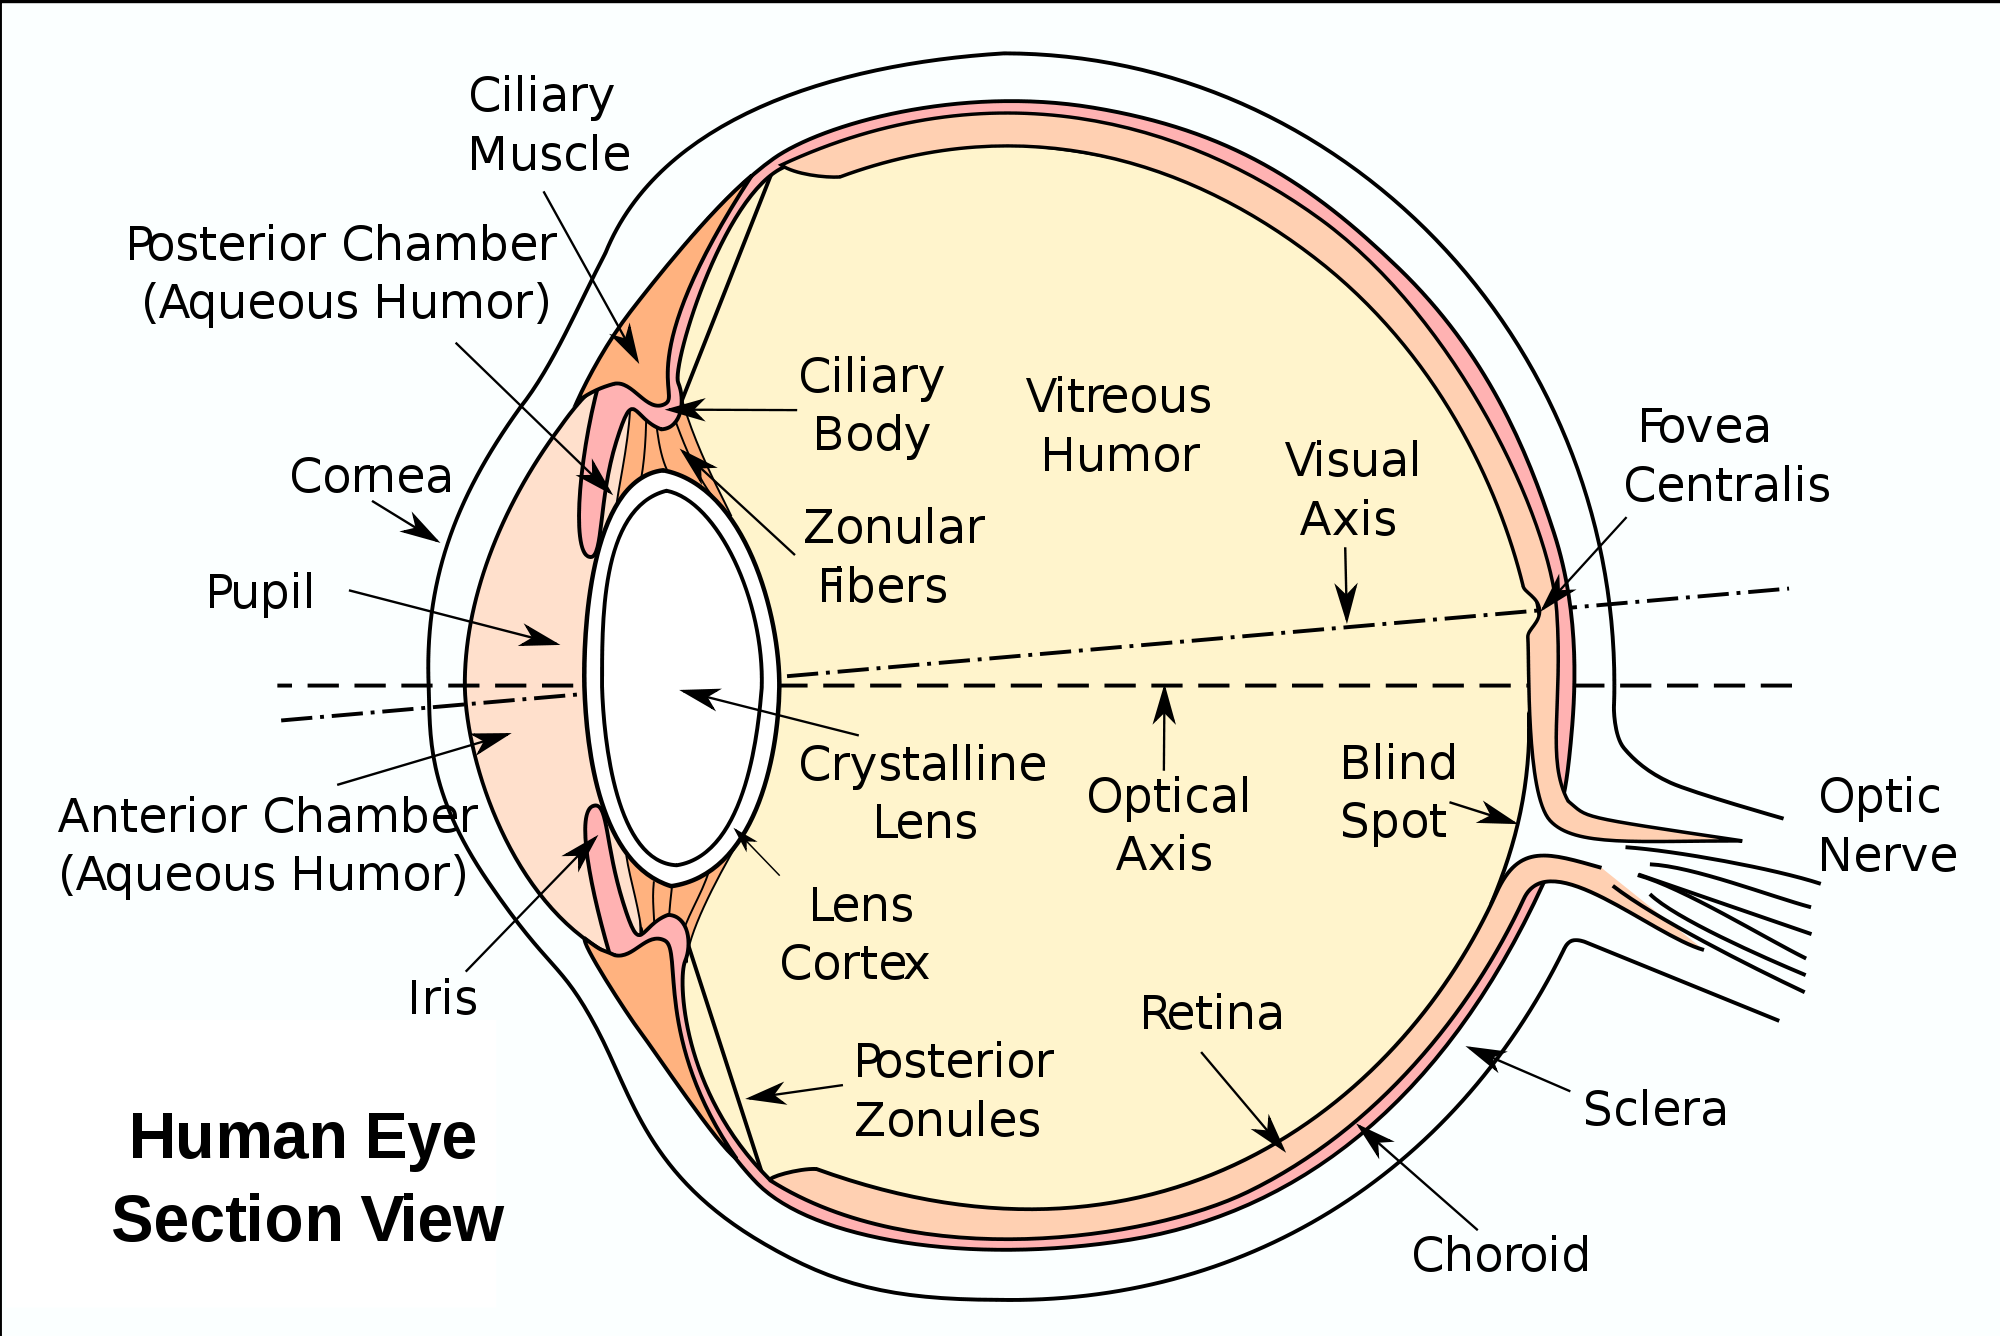 Ciliary
Muscle
Posterior Chamber
(Aqueous Humor)
Cornea
Pupil
Anterior Chamber
(Aqueous Humor)
Iris
Ciliary
Body
Vitreous
Humor
Zonular
Fibers
Visual
Axis
Fovea
Centralis
Crystalline
Lens
Optical
Axis
Blind
Spot
Optic
Nerve
Lens
Cortex
Posterior
Zonules
Retina
Sclera
Choroid
Human Eye
Section View